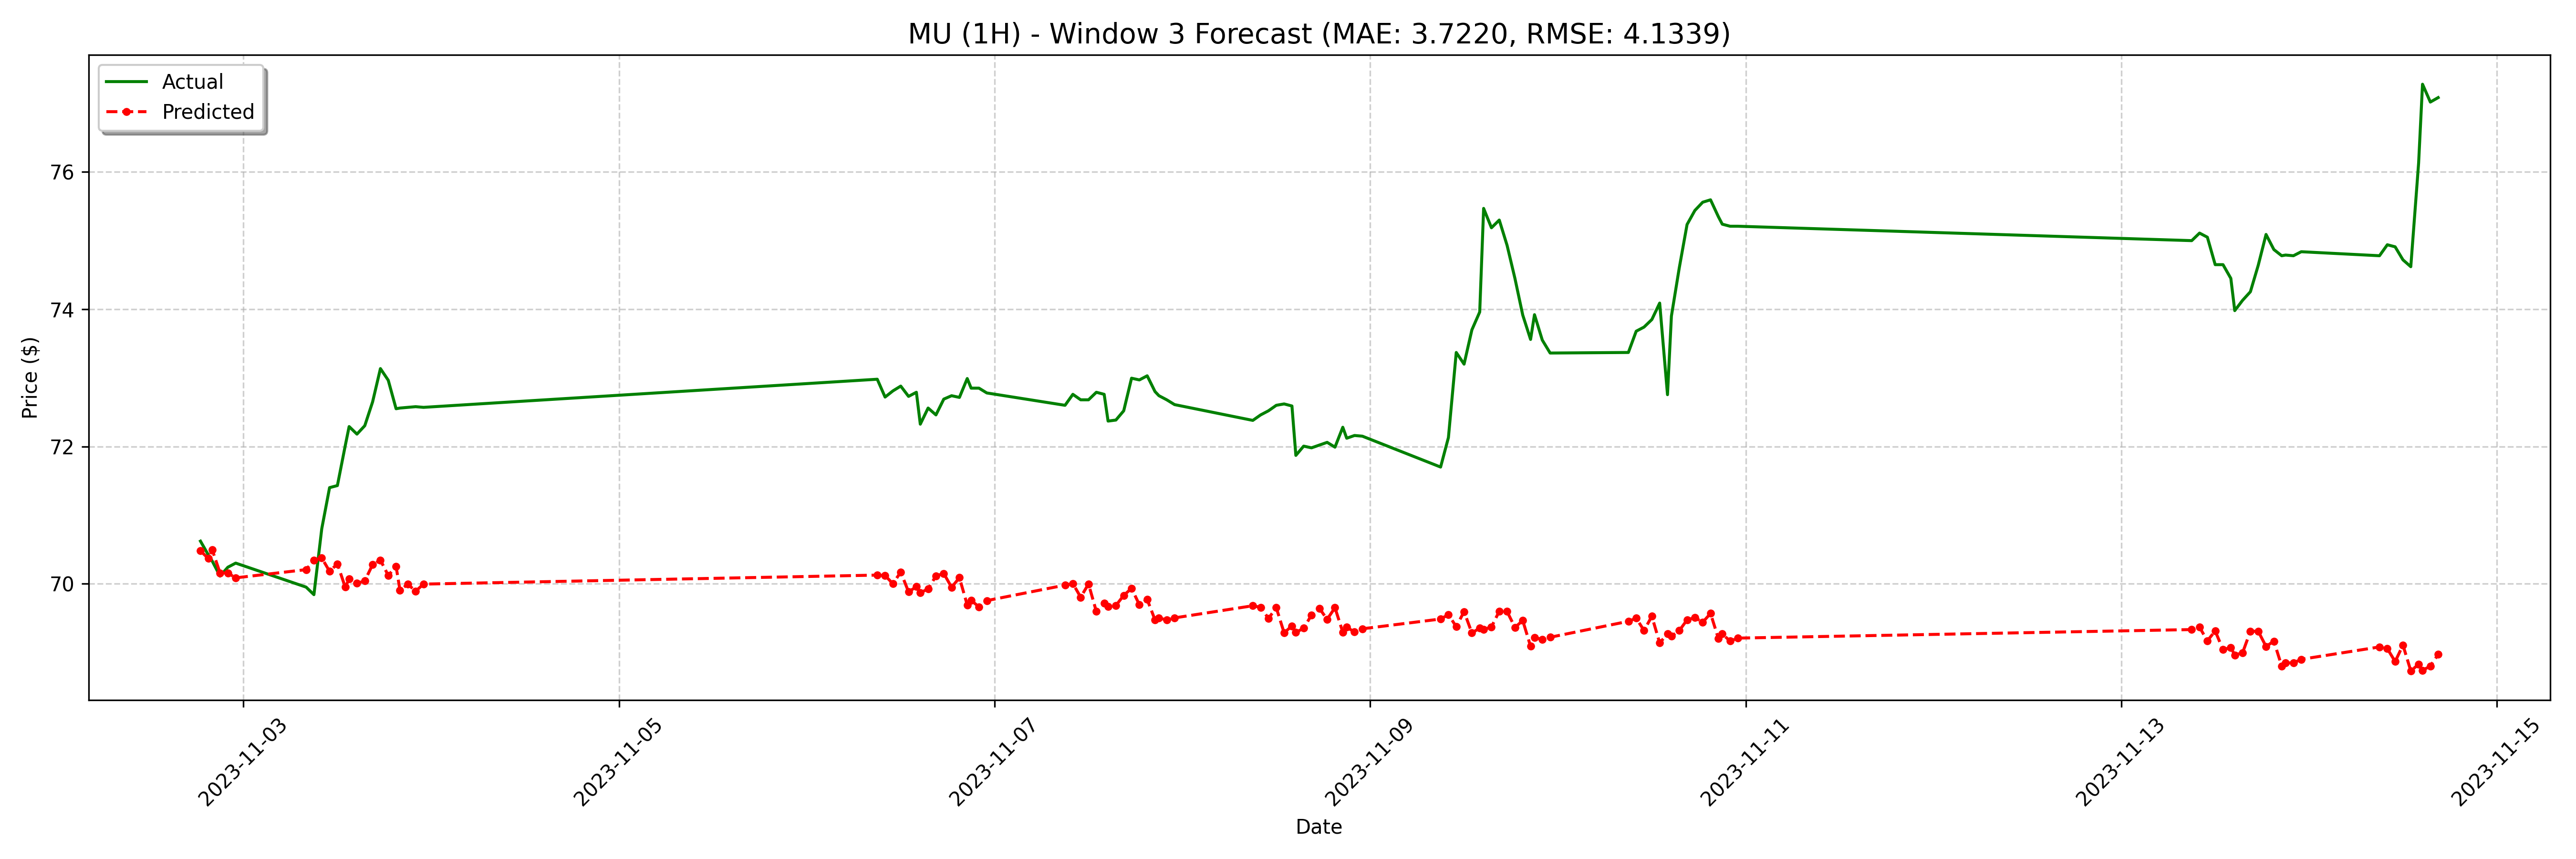 MU (1H) - Window 3 Forecast (MAE: 3.7220, RMSE: 4.1339)
Actual
Predicted
Price ($)
76
74
72
70
2023-11-03
2023-11-05
2023-11-07
2023-11-09
2023-11-11
2023-11-13
2023-11-15
Date